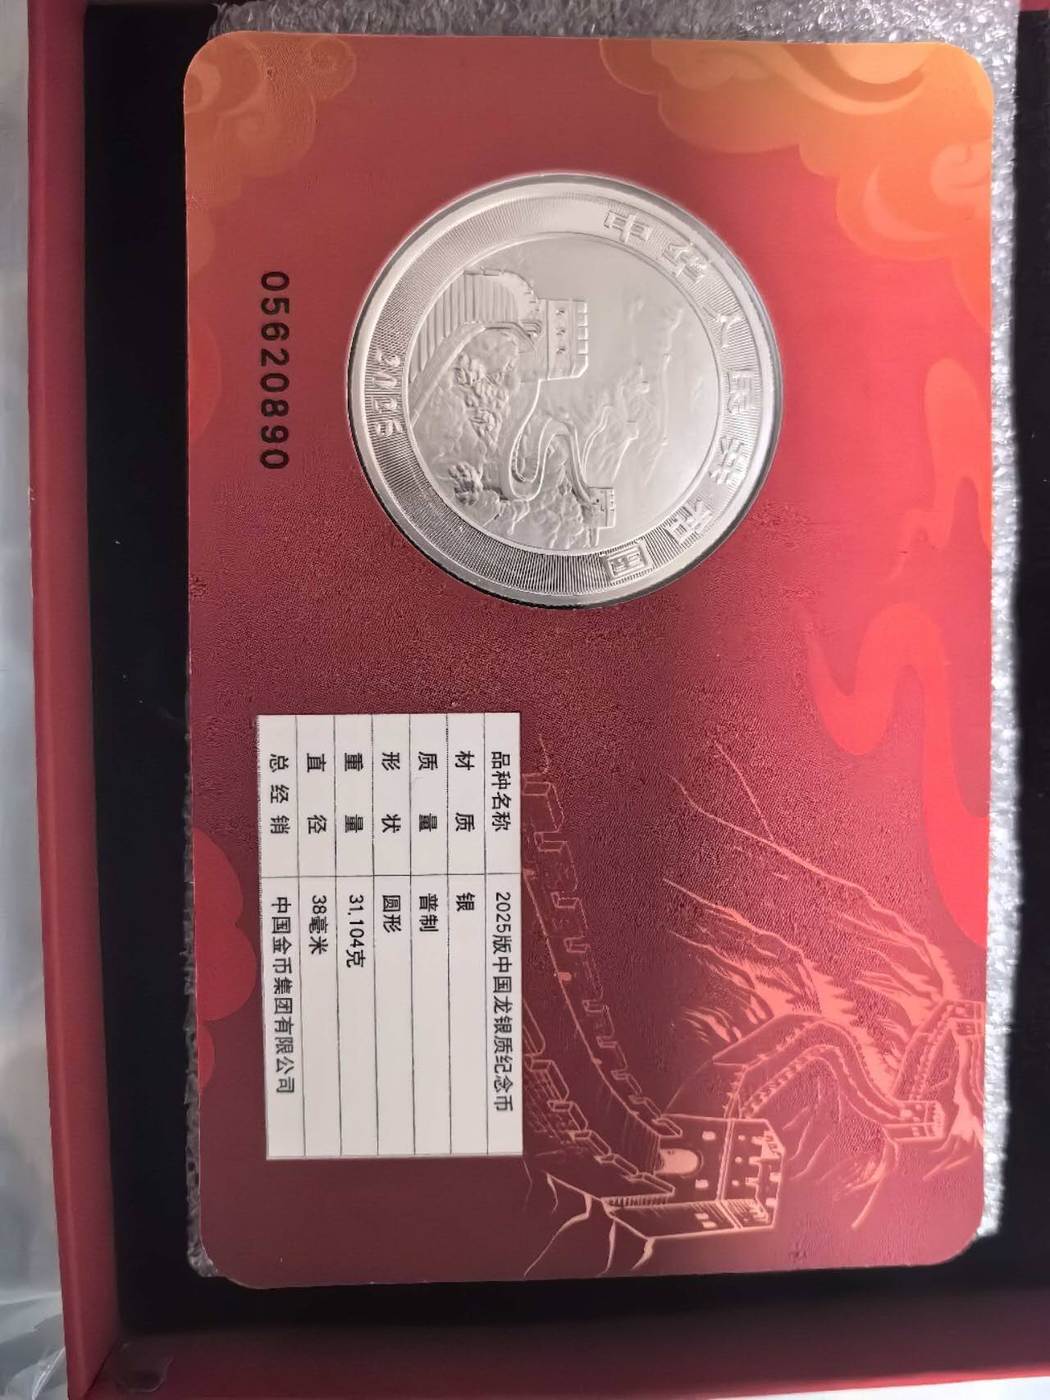 中华人民共和国
2025
05620890
品种名称 2025版中国龙银质纪念币
材质 银
质量 普制
形状 圆形
重量 31.104克
直径 38毫米
总经销 中国金币集团有限公司